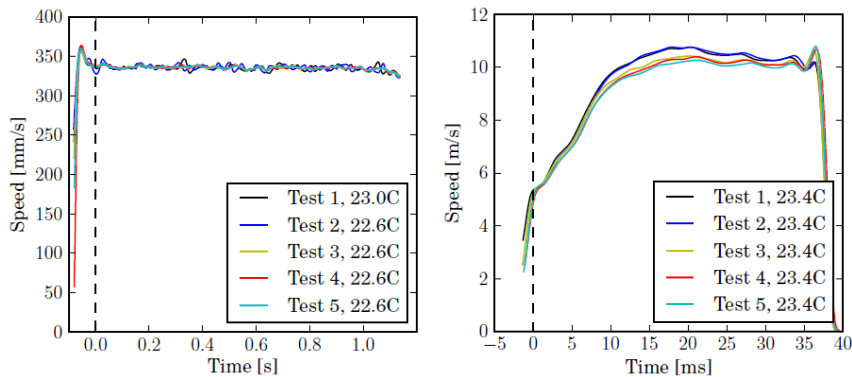 400
350
300
250
200
150
100
50
0
Speed [mm/s]
0.0 0.2 0.4 0.6 0.8 1.0
Time [s]
Test 1, 23.0C
Test 2, 22.6C
Test 3, 22.6C
Test 4, 22.6C
Test 5, 22.6C
12
10
8
6
4
2
0
Speed [m/s]
−5 0 5 10 15 20 25 30 35 40
Time [ms]
Test 1, 23.4C
Test 2, 23.4C
Test 3, 23.4C
Test 4, 23.4C
Test 5, 23.4C